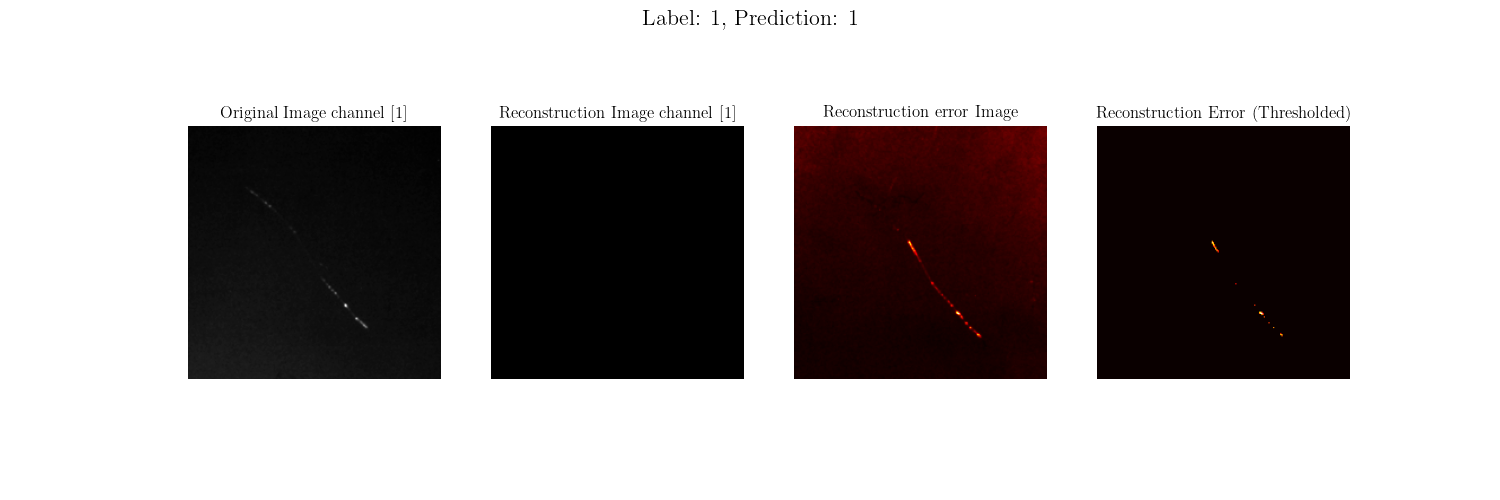 Label: 1, Prediction: 1
Original Image channel [1]
Reconstruction Image channel [1]
Reconstruction error Image
Reconstruction Error (Thresholded)